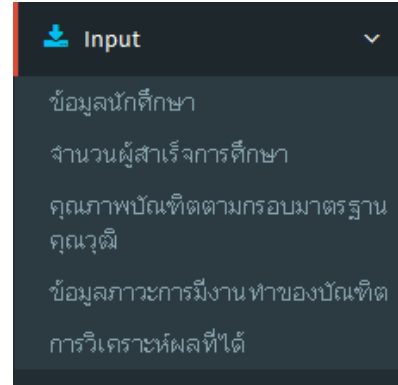 Input
ข้อมูลนักศึกษา
จำนวนผู้สำเร็จการศึกษา
คุณภาพบัณฑิตตามกรอบมาตรฐาน
คุณวุฒิ
ข้อมูลภาวะการมีงานทำของบัณฑิต
การวิเคราะห์ผลที่ได้